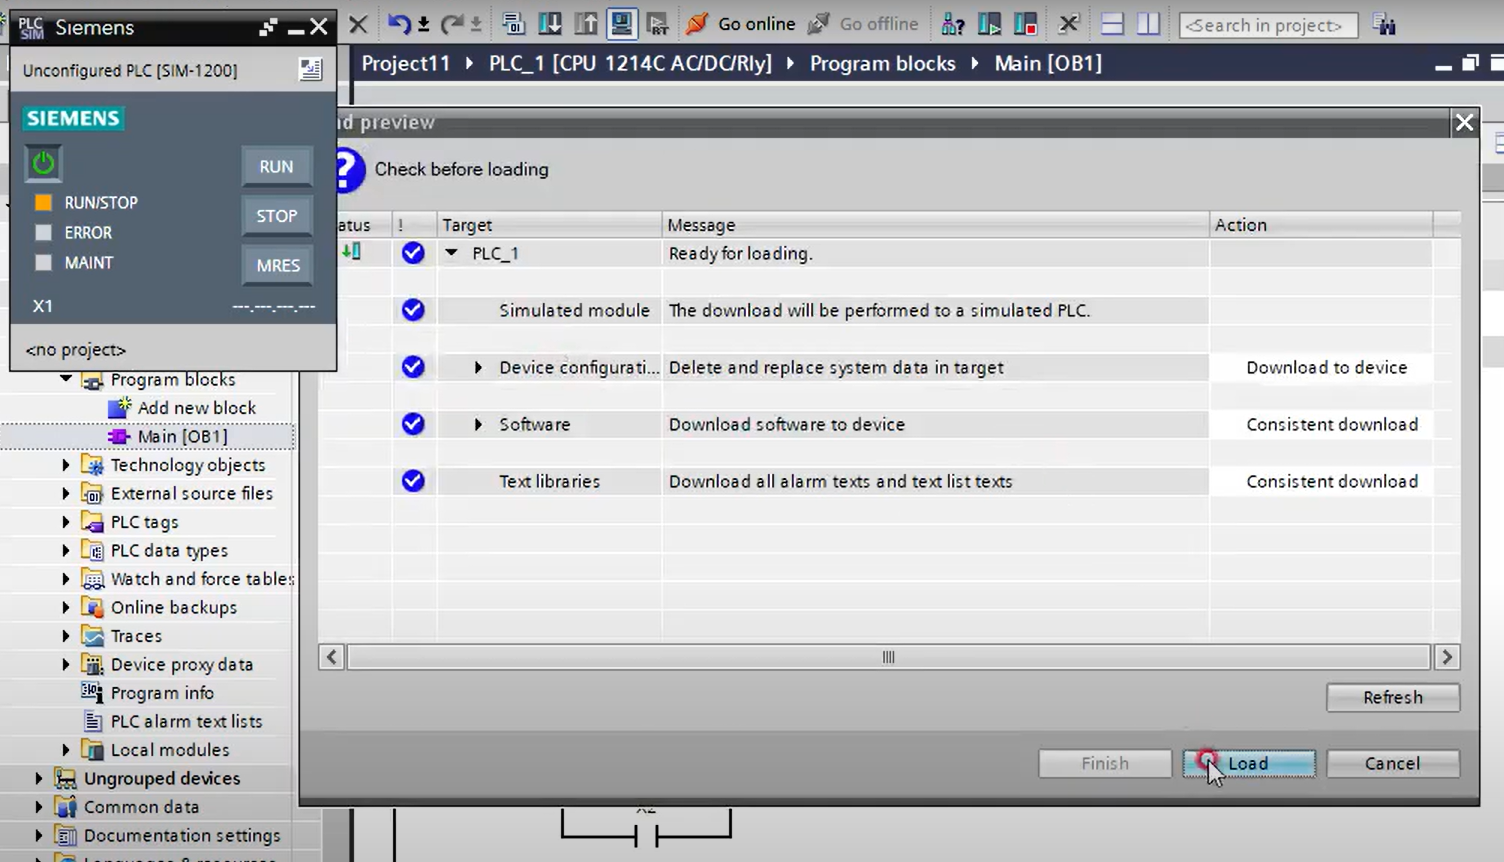 PLC
SIM
Siemens
Unconfigured PLC [SIM-1200]
SIEMENS
RUN
RUN/STOP
STOP
ERROR
MAINT
MRES
X1
---.---.---.---
<no project>
Go online
Go offline
<Search in project>
Project11 PLC_1 [CPU 1214C AC/DC/Rly] Program blocks Main [OB1]
d preview
Check before loading
atus ! Target Message Action
PLC_1 Ready for loading.
Simulated module The download will be performed to a simulated PLC.
Device configurati... Delete and replace system data in target Download to device
Software Download software to device Consistent download
Text libraries Download all alarm texts and text list texts Consistent download
Refresh
Finish Load Cancel
Program blocks
Add new block
Main [OB1]
Technology objects
External source files
PLC tags
PLC data types
Watch and force tables
Online backups
Traces
Device proxy data
Program info
PLC alarm text lists
Local modules
Ungrouped devices
Common data
Documentation settings